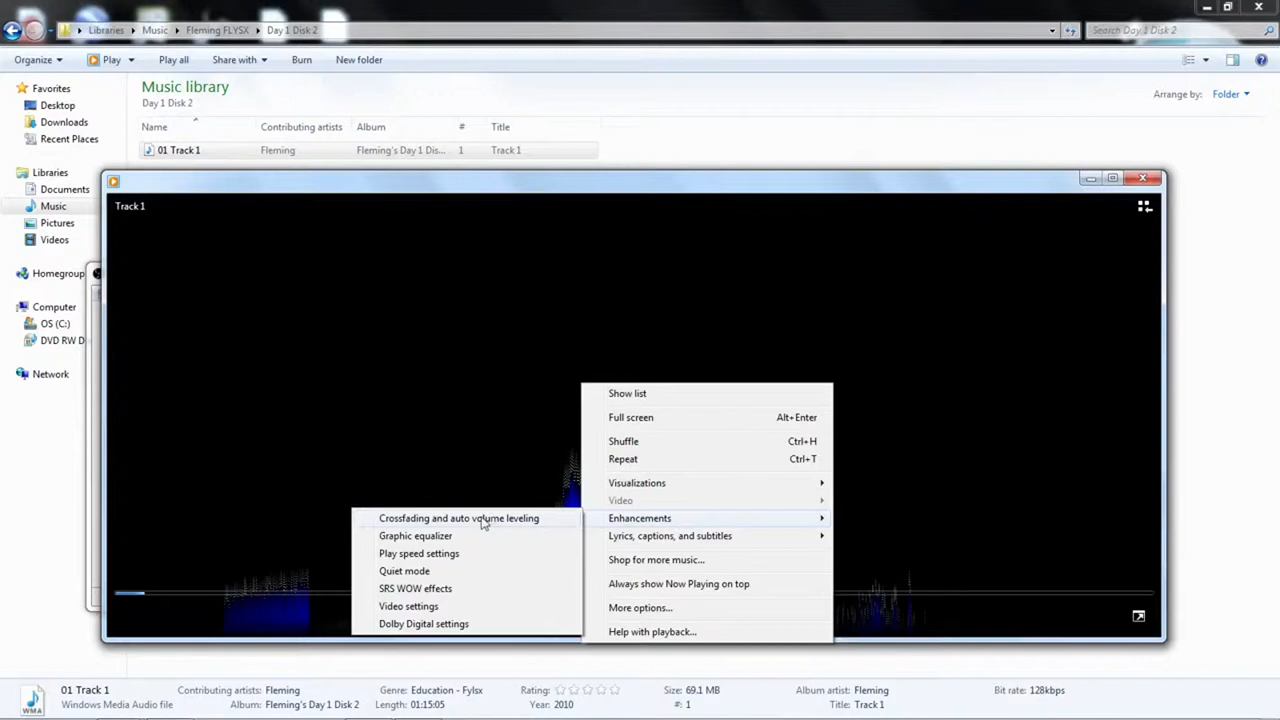 Libraries Music Fleming FLYSX Day 1 Disk 2 Search Day 1 Disk 2
Organize Play Play all Share with Burn New folder
Favorites
Desktop
Downloads
Recent Places
Libraries
Documents
Music
Pictures
Videos
Homegroup
Computer
OS (C:)
DVD RW D
Network
Music library
Day 1 Disk 2
Arrange by: Folder
Name Contributing artists Album # Title
01 Track 1 Fleming Fleming's Day 1 Dis... 1 Track 1
Track 1
Show list
Full screen Alt+Enter
Shuffle Ctrl+H
Repeat Ctrl+T
Visualizations
Video
Enhancements
Lyrics, captions, and subtitles
Shop for more music...
Always show Now Playing on top
More options...
Help with playback...
Crossfading and auto volume leveling
Graphic equalizer
Play speed settings
Quiet mode
SRS WOW effects
Video settings
Dolby Digital settings
01 Track 1 Contributing artists: Fleming Genre: Education - Fylsx Rating: Size: 69.1 MB Album artist: Fleming Bit rate: 128kbps
WMA Windows Media Audio file Album: Fleming's Day 1 Disk 2 Length: 01:15:05 Year: 2010 #: 1 Title: Track 1